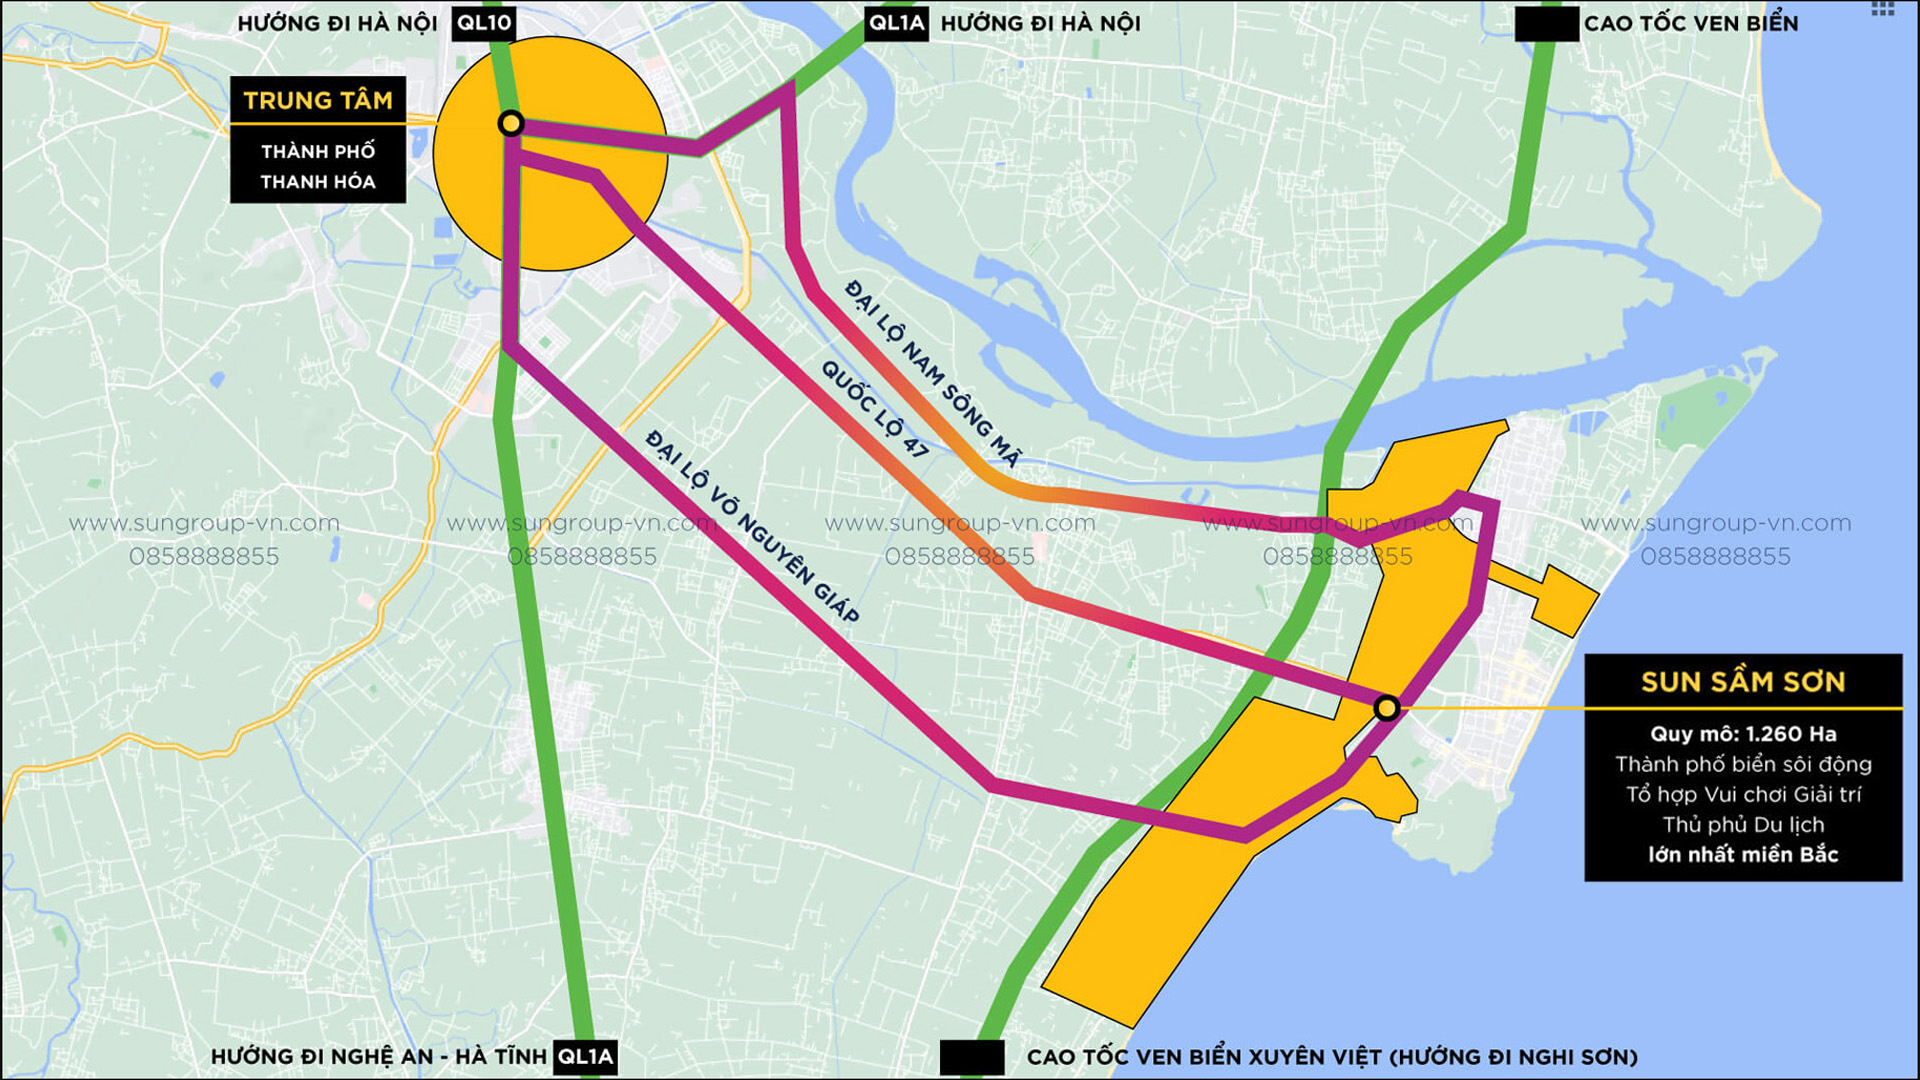 HƯỚNG ĐI HÀ NỘI QL10
QL1A HƯỚNG ĐI HÀ NỘI
CAO TỐC VEN BIỂN
TRUNG TÂM
THÀNH PHỐ
THANH HÓA
ĐẠI LỘ NAM SÔNG MÃ
QUỐC LỘ 47
ĐẠI LỘ VÕ NGUYÊN GIÁP
www.sungroup-vn.com www.sungroup-vn.com www.sungroup-vn.com www.sungroup-vn.com www.sungroup-vn.com
0858888855 0858888855 0858888855 0858888855 0858888855
SUN SẦM SƠN
Quy mô: 1.260 Ha
Thành phố biển sôi động
Tổ hợp Vui chơi Giải trí
Thủ phủ Du lịch
lớn nhất miền Bắc
HƯỚNG ĐI NGHỆ AN - HÀ TĨNH QL1A
CAO TỐC VEN BIỂN XUYÊN VIỆT (HƯỚNG ĐI NGHI SƠN)